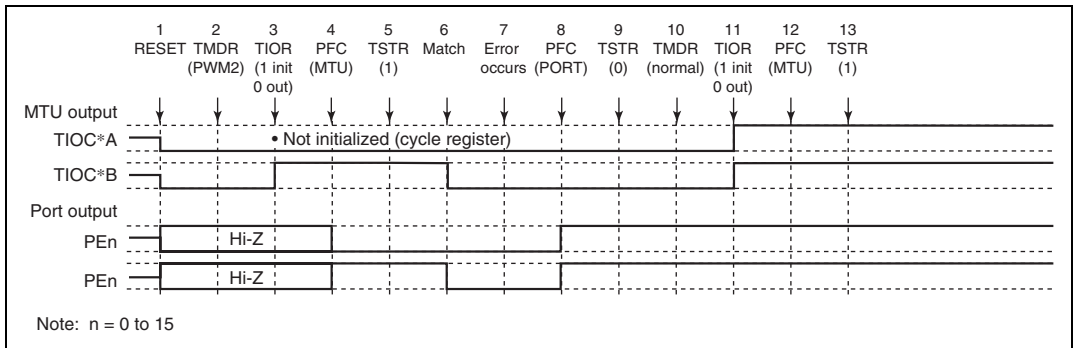 1 2 3 4 5 6 7 8 9 10 11 12 13
RESET TMDR TIOR PFC TSTR Match Error PFC TSTR TMDR TIOR PFC TSTR
(PWM2) (1 init (MTU) (1) occurs (PORT) (0) (normal) (1 init (MTU) (1)
0 out) 0 out)
MTU output
TIOC*A • Not initialized (cycle register)
TIOC*B
Port output
PEn Hi-Z
PEn Hi-Z
Note: n = 0 to 15